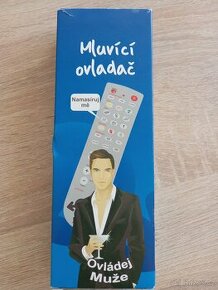 Mluvící
ovladač
Namasíruj
mě
Ovládej
Muže